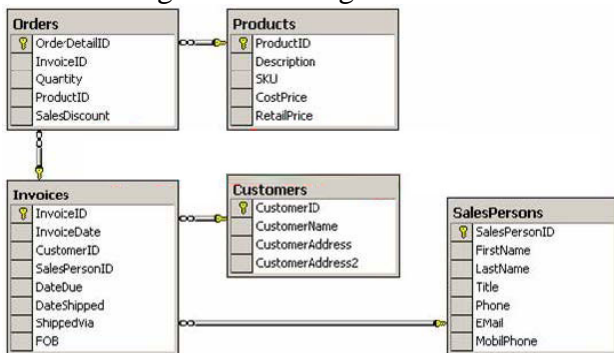 Orders
OrderDetailID
InvoiceID
Quantity
ProductID
SalesDiscount
Products
ProductID
Description
SKU
CostPrice
RetailPrice
Invoices
InvoiceID
InvoiceDate
CustomerID
SalesPersonID
DateDue
DateShipped
ShippedVia
FOB
Customers
CustomerID
CustomerName
CustomerAddress
CustomerAddress2
SalesPersons
SalesPersonID
FirstName
LastName
Title
Phone
EMail
MobilPhone